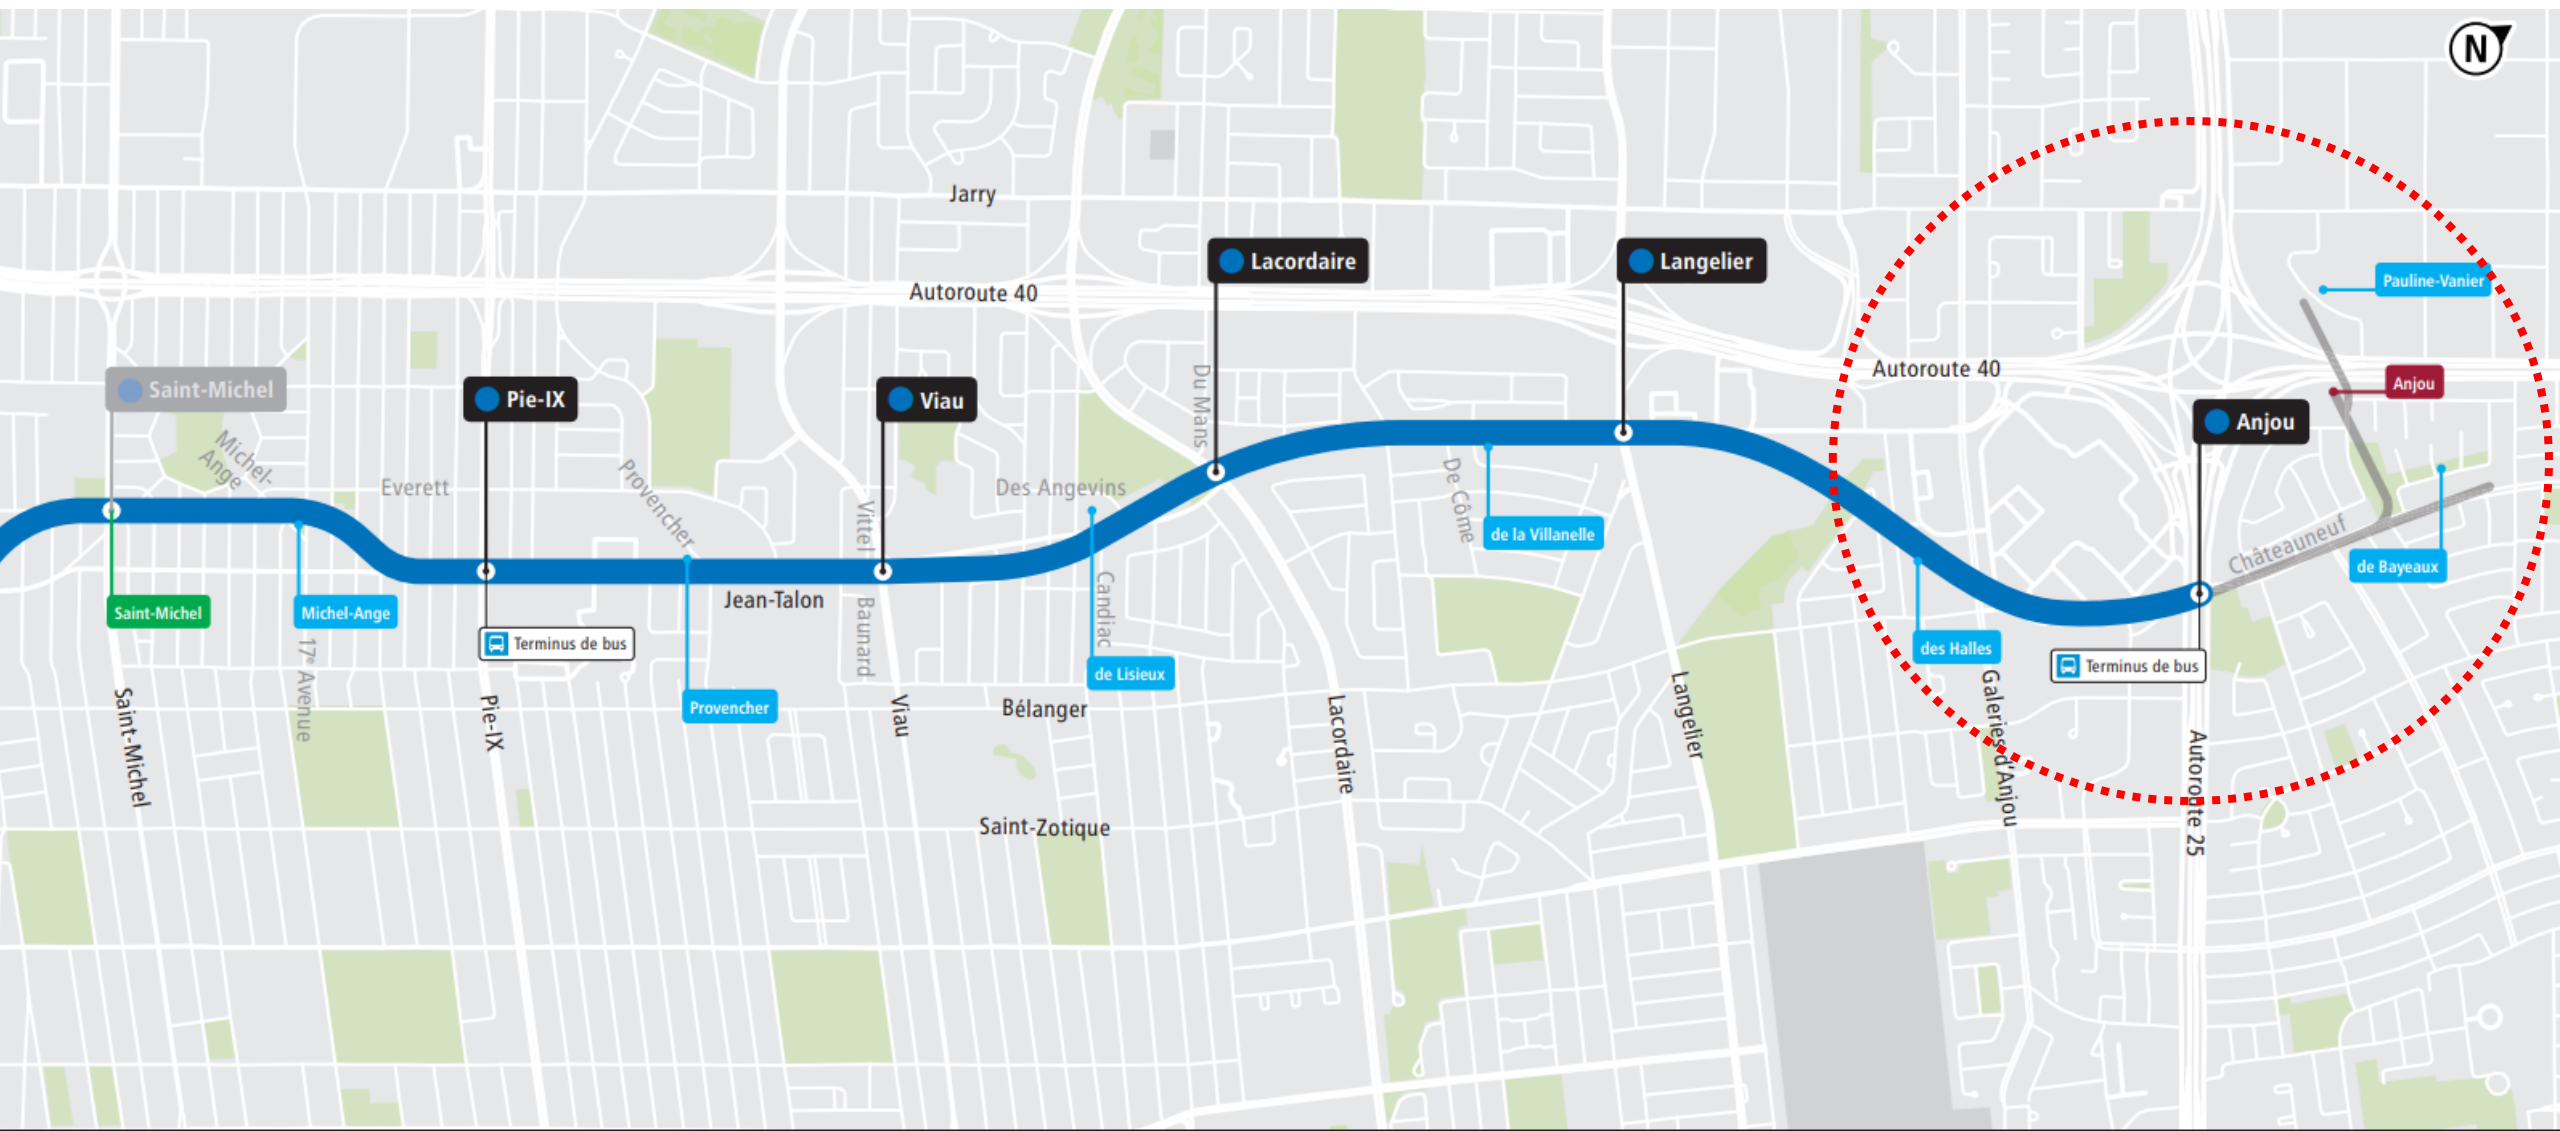 N
Jarry
Lacordaire
Langelier
Pauline-Vanier
Autoroute 40
Autoroute 40
Saint-Michel
Pie-IX
Viau
Du Mans
Anjou
Anjou
Michel-
Ange
Everett
Provencher
Vittel
Des Angevins
De Côme
de la Villanelle
Châteauneuf
de Bayeaux
Saint-Michel
Michel-Ange
Jean-Talon
Baunard
Candiac
Terminus de bus
des Halles
Terminus de bus
17e Avenue
Provencher
de Lisieux
Saint-Michel
Pie-IX
Viau
Bélanger
Lacordaire
Langelier
Galeries d'Anjou
Autoroute 25
Saint-Zotique